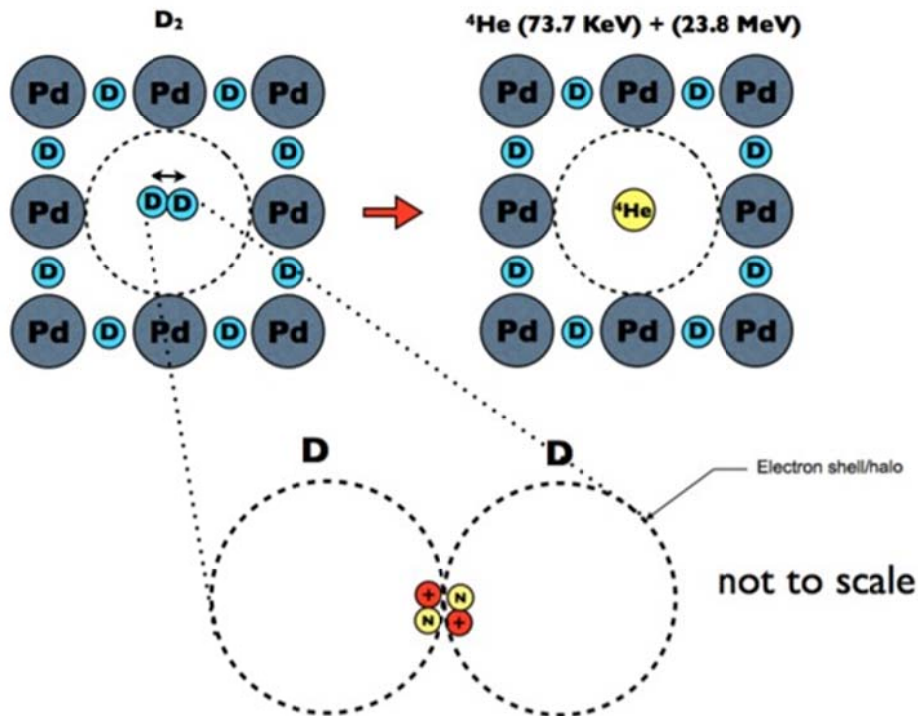 D₂
⁴He (73.7 KeV) + (23.8 MeV)
Pd D Pd D Pd
D D
Pd D D Pd
D D
Pd D Pd D Pd
Pd D Pd D Pd
D D
Pd ⁴He Pd
D D
Pd D Pd D Pd
D
D
Electron shell/halo
+ N
N +
not to scale